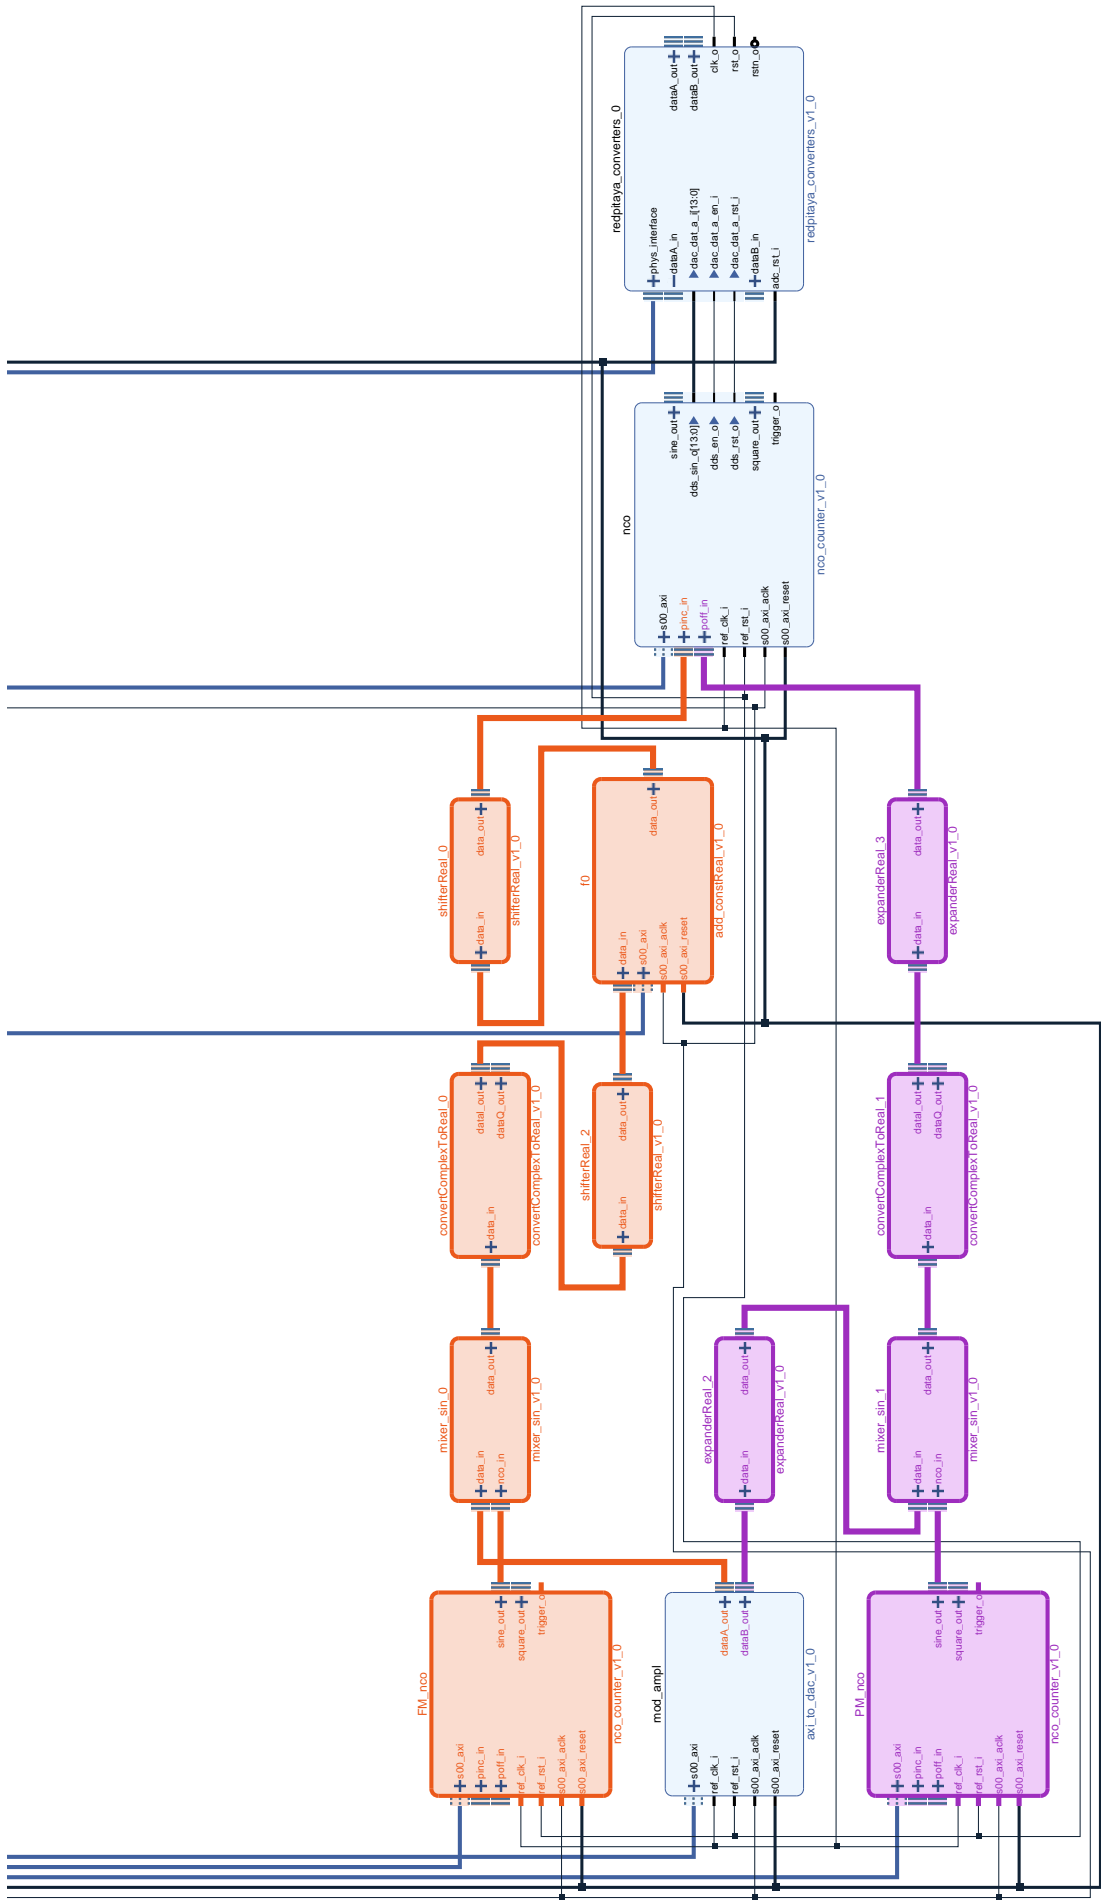 FM_nco
s00_axi
pinc_in
poff_in
ref_clk_i
ref_rst_i
s00_axi_aclk
s00_axi_reset
sine_out
square_out
trigger_o
nco_counter_v1_0
mod_ampl
s00_axi
ref_clk_i
ref_rst_i
s00_axi_aclk
s00_axi_reset
dataA_out
dataB_out
axi_to_dac_v1_0
PM_nco
s00_axi
pinc_in
poff_in
ref_clk_i
ref_rst_i
s00_axi_aclk
s00_axi_reset
sine_out
square_out
trigger_o
nco_counter_v1_0
mixer_sin_0
data_in
nco_in
data_out
mixer_sin_v1_0
expanderReal_2
data_in
data_out
expanderReal_v1_0
mixer_sin_1
data_in
nco_in
data_out
mixer_sin_v1_0
convertComplexToReal_0
data_in
dataI_out
dataQ_out
convertComplexToReal_v1_0
shifterReal_2
data_in
data_out
shifterReal_v1_0
convertComplexToReal_1
data_in
dataI_out
dataQ_out
convertComplexToReal_v1_0
shifterReal_0
data_in
data_out
shifterReal_v1_0
f0
data_in
s00_axi
s00_axi_aclk
s00_axi_reset
data_out
add_constReal_v1_0
expanderReal_3
data_in
data_out
expanderReal_v1_0
nco
s00_axi
pinc_in
poff_in
ref_clk_i
ref_rst_i
s00_axi_aclk
s00_axi_reset
sine_out
dds_sin_o[13:0]
dds_en_o
dds_rst_o
square_out
trigger_o
nco_counter_v1_0
redpitaya_converters_0
phys_interface
dataA_in
dac_dat_a_i[13:0]
dac_dat_a_en_i
dac_dat_a_rst_i
dataB_in
adc_rst_i
dataA_out
dataB_out
clk_o
rst_o
rstn_o
redpitaya_converters_v1_0